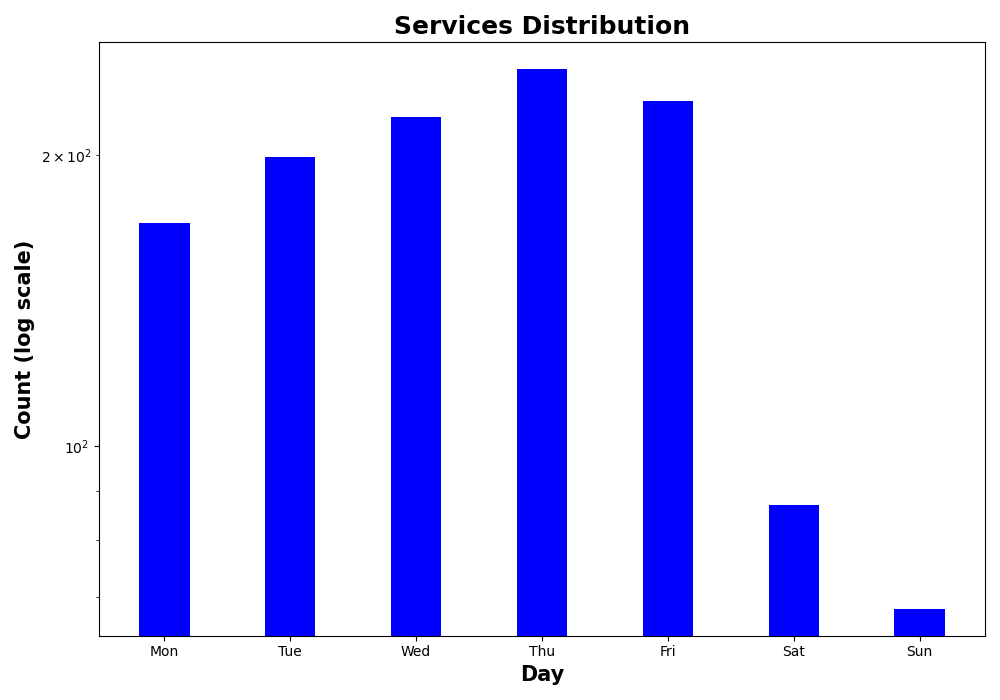 Services Distribution
Count (log scale)
2 × 10²
10²
Mon Tue Wed Thu Fri Sat Sun
Day